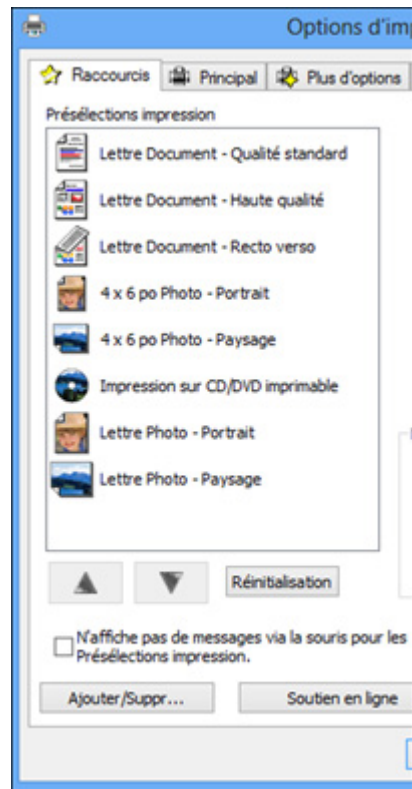 Options d'im
Raccourcis Principal Plus d'options
Présélections impression
Lettre Document - Qualité standard
Lettre Document - Haute qualité
Lettre Document - Recto verso
4 x 6 po Photo - Portrait
4 x 6 po Photo - Paysage
Impression sur CD/DVD imprimable
Lettre Photo - Portrait
Lettre Photo - Paysage
Réinitialisation
N'affiche pas de messages via la souris pour les
Présélections impression.
Ajouter/Suppr... Soutien en ligne